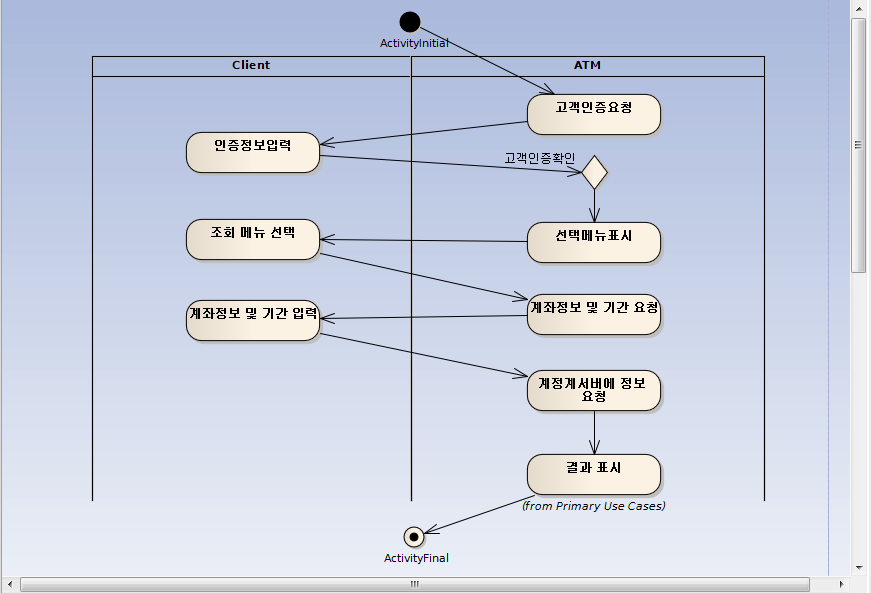 ActivityInitial
Client
ATM
고객인증요청
인증정보입력
고객인증확인
조회 메뉴 선택
선택메뉴표시
계좌정보 및 기간 요청
계좌정보 및 기간 입력
계정계서버에 정보
요청
결과 표시
(from Primary Use Cases)
ActivityFinal